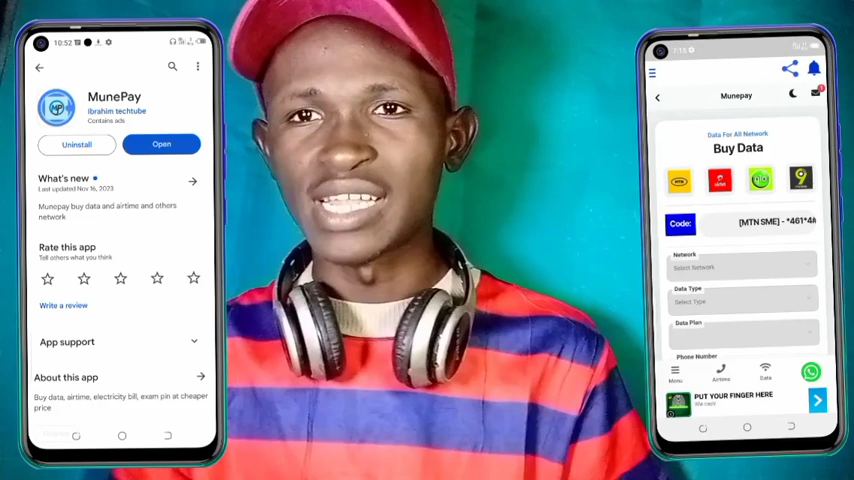 10:52
MunePay
Ibrahim techtube
Contains ads
Uninstall
Open
What's new
Last updated Nov 16, 2023
Munepay buy data and airtime and others
network
Rate this app
Tell others what you think
Write a review
App support
About this app
Buy data, airtime, electricity bill, exam pin at cheaper
price
7:15
Munepay
Data For All Network
Buy Data
MTN
airtel
glo
9
Code:
[MTN SME] - *461*4#
Network
Select Network
Data Type
Select Type
Data Plan
Phone Number
Menu
Airtime
Data
PUT YOUR FINGER HERE